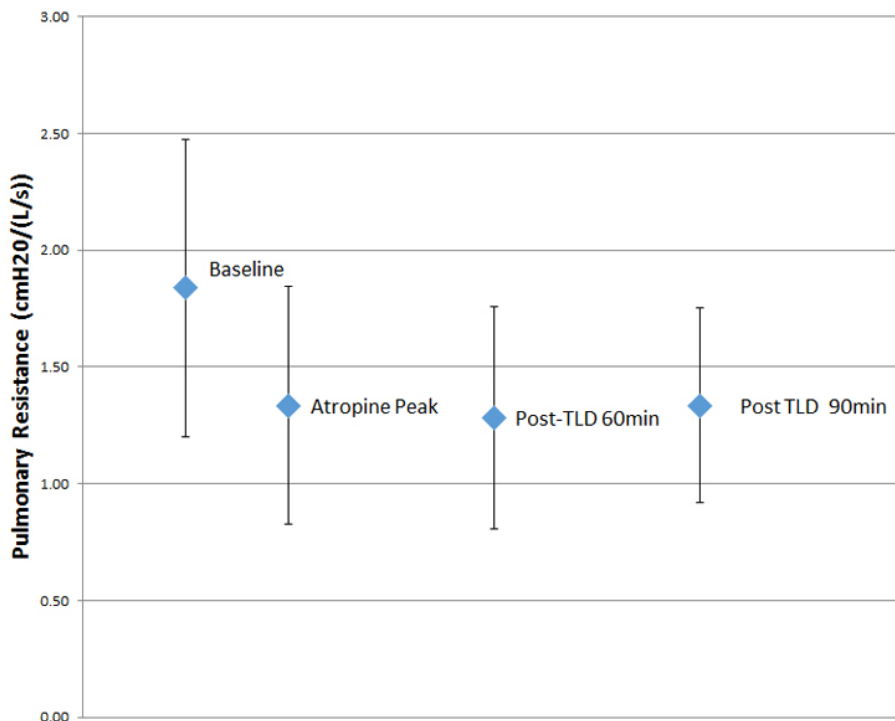 3.00
2.50
2.00
1.50
1.00
0.50
0.00
Pulmonary Resistance (cmH20/(L/s))
Baseline
Atropine Peak
Post-TLD 60min
Post TLD  90min